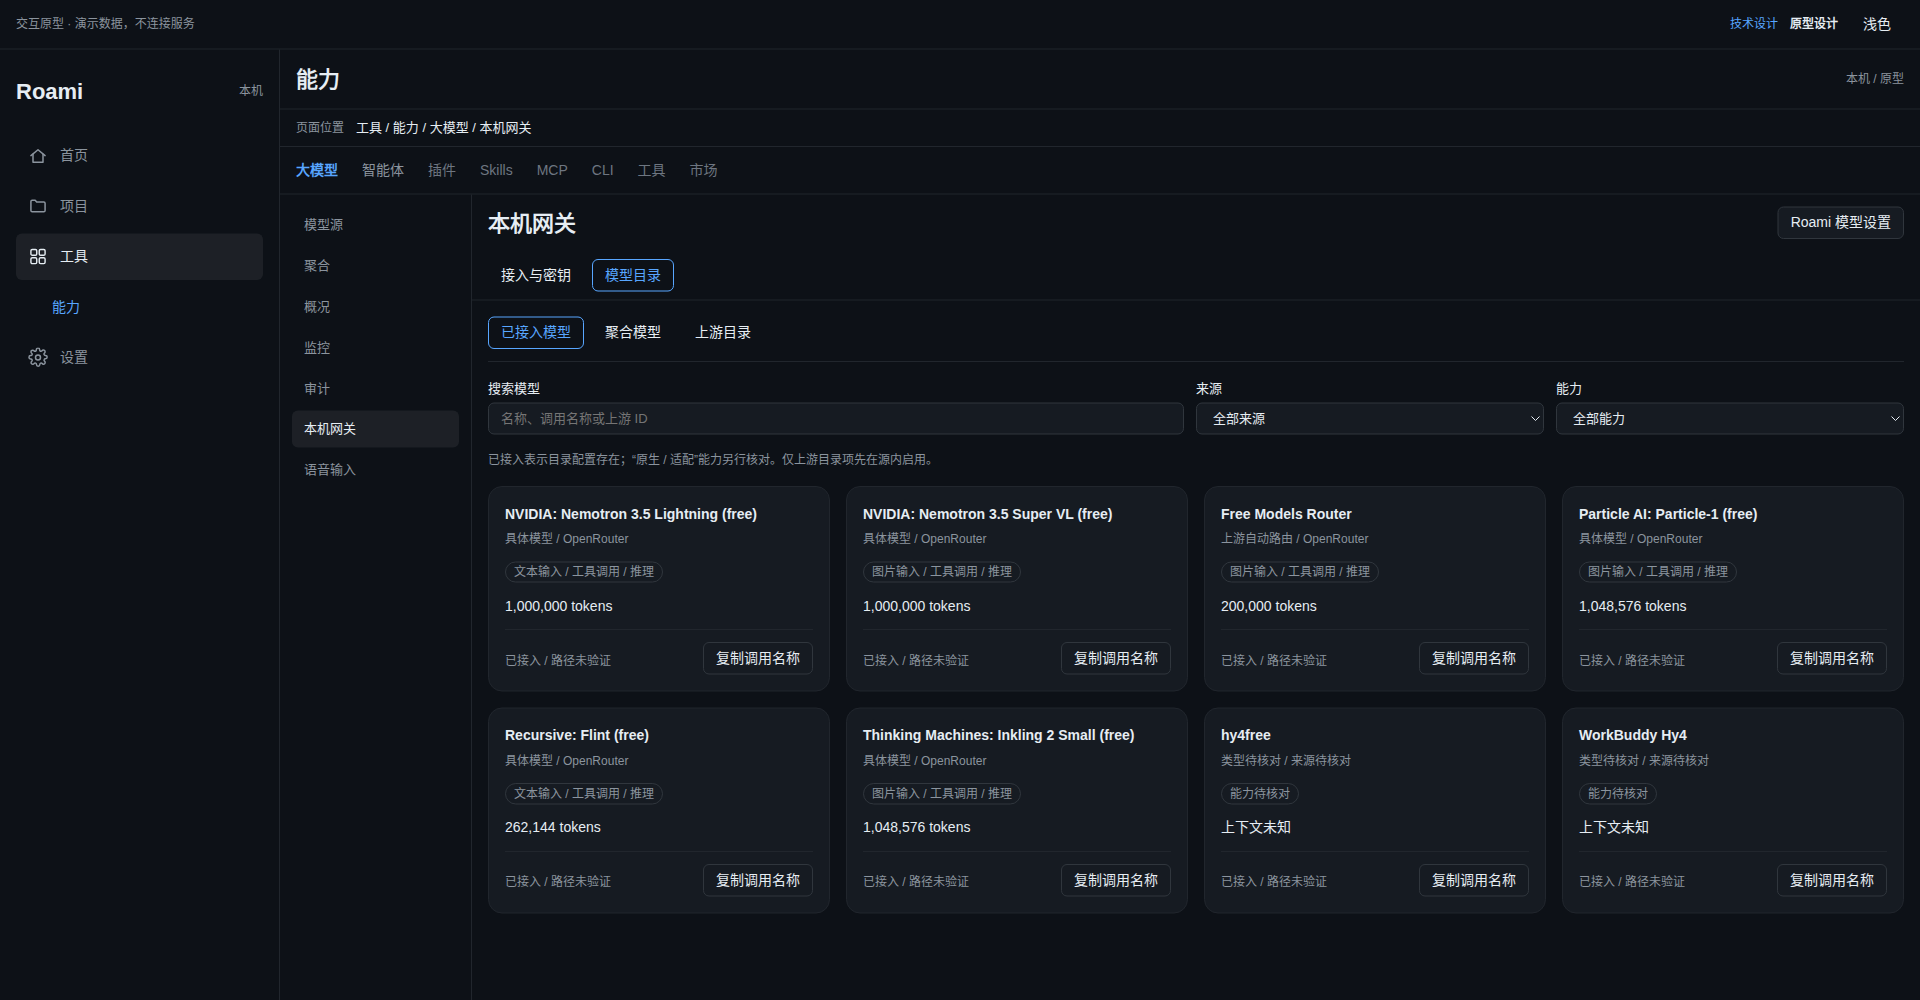 交互原型 · 演示数据，不连接服务
技术设计 原型设计 浅色
Roami 本机
首页
项目
工具
能力
设置
能力
本机 / 原型
页面位置 工具 / 能力 / 大模型 / 本机网关
大模型 智能体 插件 Skills MCP CLI 工具 市场
模型源
聚合
概况
监控
审计
本机网关
语音输入
本机网关
Roami 模型设置
接入与密钥 模型目录
已接入模型 聚合模型 上游目录
搜索模型 来源 能力
名称、调用名称或上游 ID 全部来源 全部能力
已接入表示目录配置存在；“原生 / 适配”能力另行核对。仅上游目录项先在源内启用。
NVIDIA: Nemotron 3.5 Lightning (free)
具体模型 / OpenRouter
文本输入 / 工具调用 / 推理
1,000,000 tokens
已接入 / 路径未验证 复制调用名称
NVIDIA: Nemotron 3.5 Super VL (free)
具体模型 / OpenRouter
图片输入 / 工具调用 / 推理
1,000,000 tokens
已接入 / 路径未验证 复制调用名称
Free Models Router
上游自动路由 / OpenRouter
图片输入 / 工具调用 / 推理
200,000 tokens
已接入 / 路径未验证 复制调用名称
Particle AI: Particle-1 (free)
具体模型 / OpenRouter
图片输入 / 工具调用 / 推理
1,048,576 tokens
已接入 / 路径未验证 复制调用名称
Recursive: Flint (free)
具体模型 / OpenRouter
文本输入 / 工具调用 / 推理
262,144 tokens
已接入 / 路径未验证 复制调用名称
Thinking Machines: Inkling 2 Small (free)
具体模型 / OpenRouter
图片输入 / 工具调用 / 推理
1,048,576 tokens
已接入 / 路径未验证 复制调用名称
hy4free
类型待核对 / 来源待核对
能力待核对
上下文未知
已接入 / 路径未验证 复制调用名称
WorkBuddy Hy4
类型待核对 / 来源待核对
能力待核对
上下文未知
已接入 / 路径未验证 复制调用名称